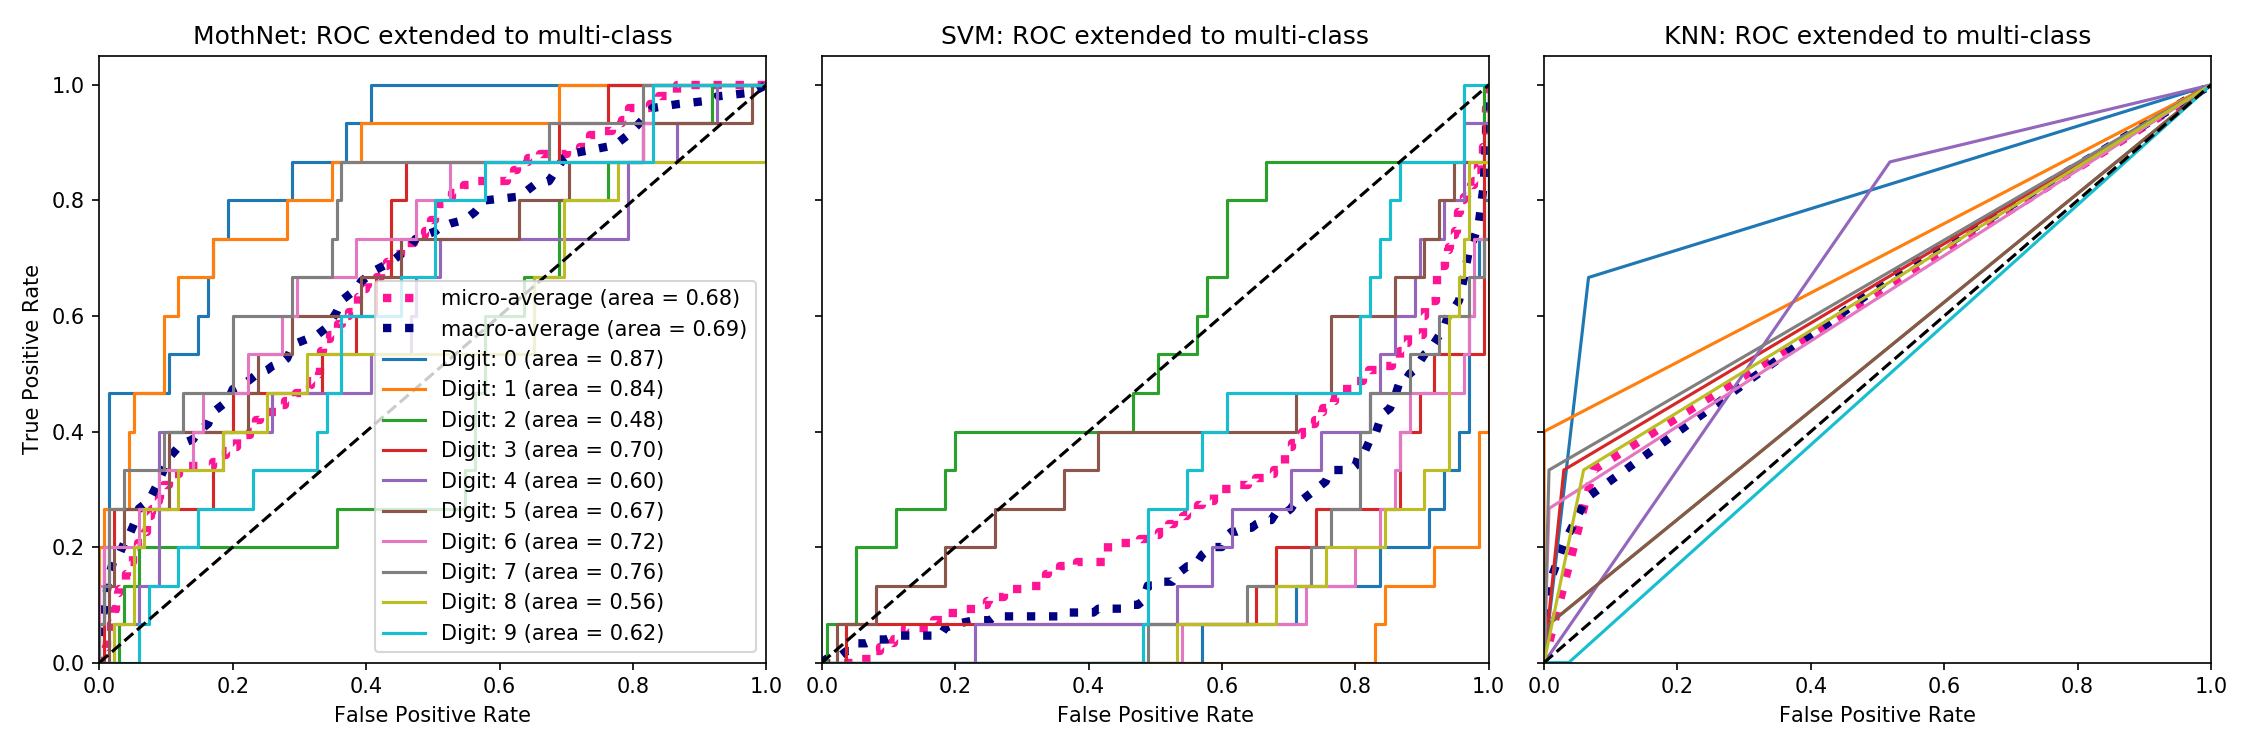 MothNet: ROC extended to multi-class
SVM: ROC extended to multi-class
KNN: ROC extended to multi-class
True Positive Rate
1.0
0.8
0.6
0.4
0.2
0.0
micro-average (area = 0.68)
macro-average (area = 0.69)
Digit: 0 (area = 0.87)
Digit: 1 (area = 0.84)
Digit: 2 (area = 0.48)
Digit: 3 (area = 0.70)
Digit: 4 (area = 0.60)
Digit: 5 (area = 0.67)
Digit: 6 (area = 0.72)
Digit: 7 (area = 0.76)
Digit: 8 (area = 0.56)
Digit: 9 (area = 0.62)
0.0 0.2 0.4 0.6 0.8 1.0
0.0 0.2 0.4 0.6 0.8 1.0
0.0 0.2 0.4 0.6 0.8 1.0
False Positive Rate
False Positive Rate
False Positive Rate